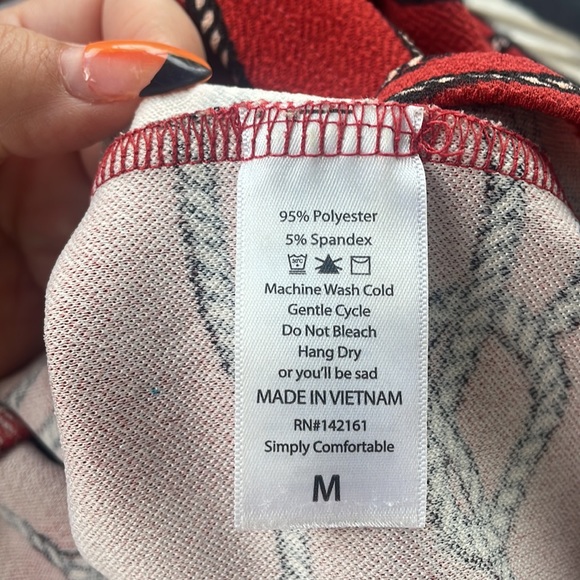 95% Polyester
5% Spandex
30°C
Machine Wash Cold
Gentle Cycle
Do Not Bleach
Hang Dry
or you'll be sad
MADE IN VIETNAM
RN#142161
Simply Comfortable
M